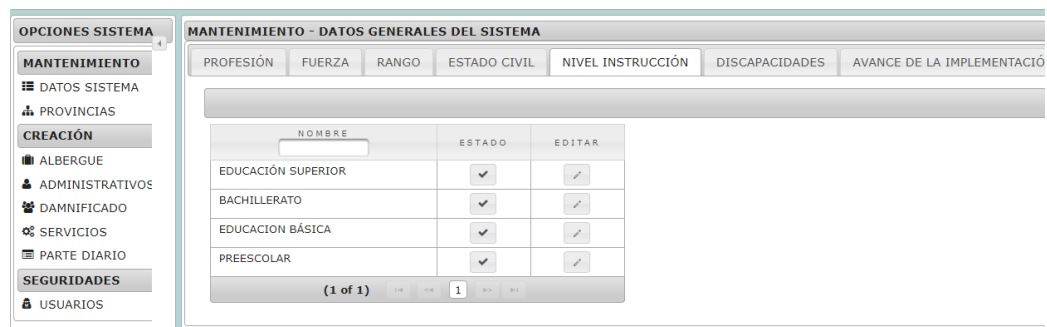 OPCIONES SISTEMA
MANTENIMIENTO
DATOS SISTEMA
PROVINCIAS
CREACIÓN
ALBERGUE
ADMINISTRATIVOS
DAMNIFICADO
SERVICIOS
PARTE DIARIO
SEGURIDADES
USUARIOS
MANTENIMIENTO - DATOS GENERALES DEL SISTEMA
PROFESIÓN FUERZA RANGO ESTADO CIVIL NIVEL INSTRUCCIÓN DISCAPACIDADES AVANCE DE LA IMPLEMENTACIÓ
NOMBRE ESTADO EDITAR
EDUCACIÓN SUPERIOR
BACHILLERATO
EDUCACION BÁSICA
PREESCOLAR
(1 of 1) 1